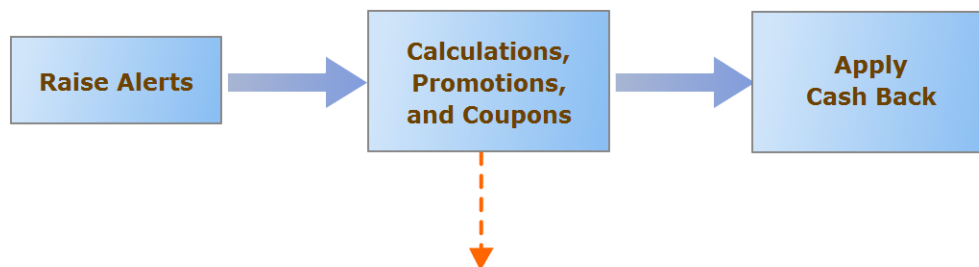 Raise Alerts
Calculations,
Promotions,
and Coupons
Apply
Cash Back